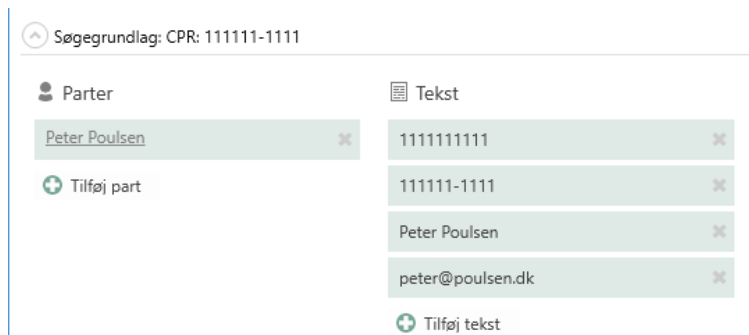 Søgegrundlag: CPR: 111111-1111
Parter
Peter Poulsen
Tilføj part
Tekst
1111111111
111111-1111
Peter Poulsen
peter@poulsen.dk
Tilføj tekst